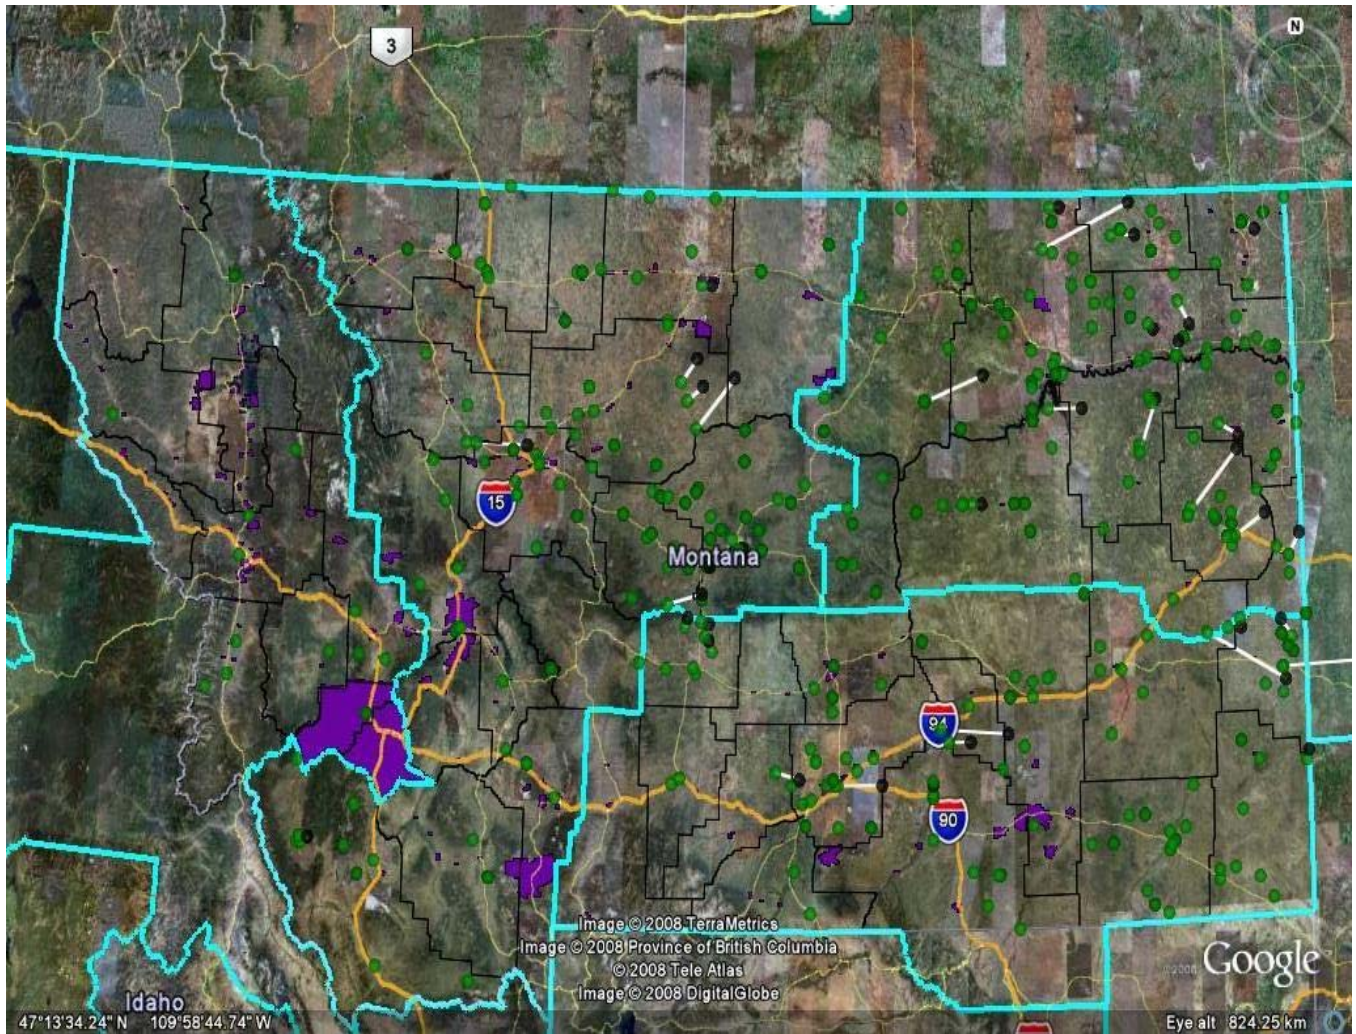 3
N
15
Montana
94
90
Image © 2008 TerraMetrics
Image © 2008 Province of British Columbia
© 2008 Tele Atlas
Image © 2008 DigitalGlobe
©2008 Google
Idaho
47°13'34.24" N 109°58'44.74" W
Eye alt 824.25 km